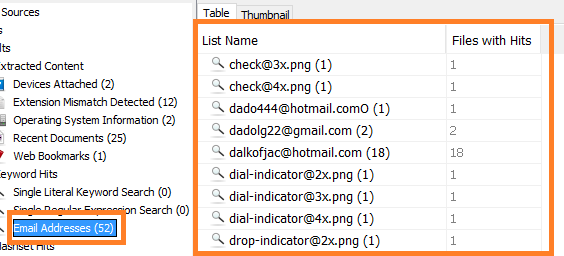 Sources
Table Thumbnail
s
lts
Extracted Content
Devices Attached (2)
Extension Mismatch Detected (12)
Operating System Information (2)
Recent Documents (25)
Web Bookmarks (1)
Keyword Hits
Single Literal Keyword Search (0)
Single Regular Expression Search (0)
Email Addresses (52)
ashset Hits
List Name Files with Hits
check@3x.png (1) 1
check@4x.png (1) 1
dado444@hotmail.comO (1) 1
dadolg22@gmail.com (2) 2
dalkofjac@hotmail.com (18) 18
dial-indicator@2x.png (1) 1
dial-indicator@3x.png (1) 1
dial-indicator@4x.png (1) 1
drop-indicator@2x.png (1) 1